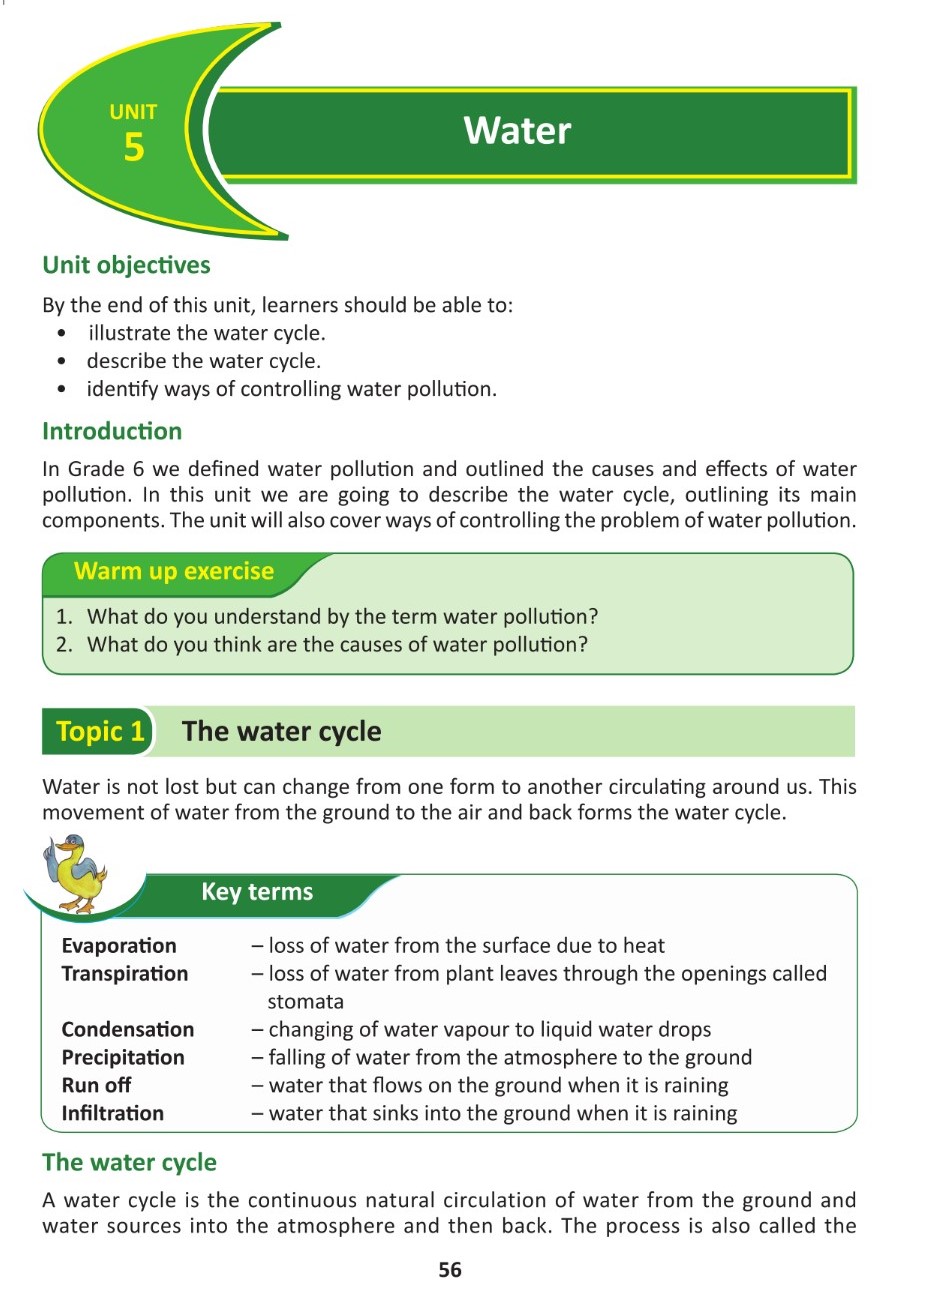 UNIT
5
Water
Unit objectives
By the end of this unit, learners should be able to:
• illustrate the water cycle.
• describe the water cycle.
• identify ways of controlling water pollution.
Introduction
In Grade 6 we defined water pollution and outlined the causes and effects of water
pollution. In this unit we are going to describe the water cycle, outlining its main
components. The unit will also cover ways of controlling the problem of water pollution.
Warm up exercise
1. What do you understand by the term water pollution?
2. What do you think are the causes of water pollution?
Topic 1 The water cycle
Water is not lost but can change from one form to another circulating around us. This
movement of water from the ground to the air and back forms the water cycle.
Key terms
Evaporation – loss of water from the surface due to heat
Transpiration – loss of water from plant leaves through the openings called
stomata
Condensation – changing of water vapour to liquid water drops
Precipitation – falling of water from the atmosphere to the ground
Run off – water that flows on the ground when it is raining
Infiltration – water that sinks into the ground when it is raining
The water cycle
A water cycle is the continuous natural circulation of water from the ground and
water sources into the atmosphere and then back. The process is also called the
56